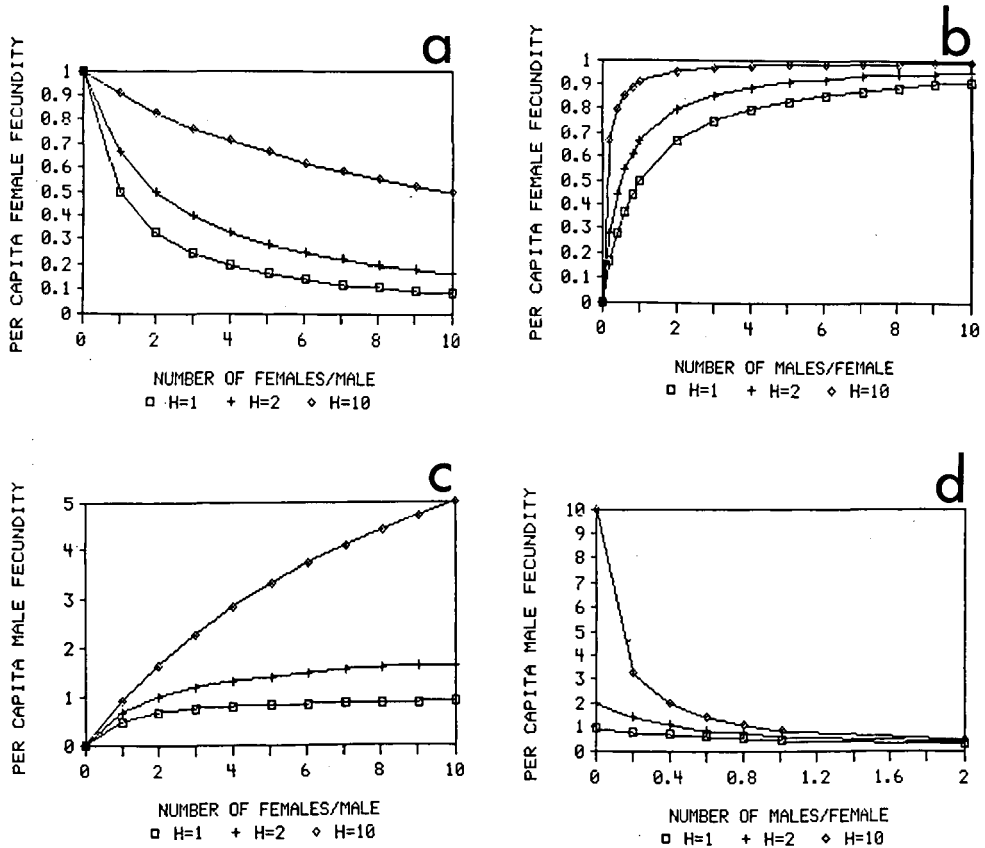 a
PER CAPITA FEMALE FECUNDITY
1
0.9
0.8
0.7
0.6
0.5
0.4
0.3
0.2
0.1
0
0 2 4 6 8 10
NUMBER OF FEMALES/MALE
H=1 H=2 H=10
b
PER CAPITA FEMALE FECUNDITY
1
0.9
0.8
0.7
0.6
0.5
0.4
0.3
0.2
0.1
0
0 2 4 6 8 10
NUMBER OF MALES/FEMALE
H=1 H=2 H=10
c
PER CAPITA MALE FECUNDITY
5
4
3
2
1
0
0 2 4 6 8 10
NUMBER OF FEMALES/MALE
H=1 H=2 H=10
d
PER CAPITA MALE FECUNDITY
10
9
8
7
6
5
4
3
2
1
0
0 0.4 0.8 1.2 1.6 2
NUMBER OF MALES/FEMALE
H=1 H=2 H=10